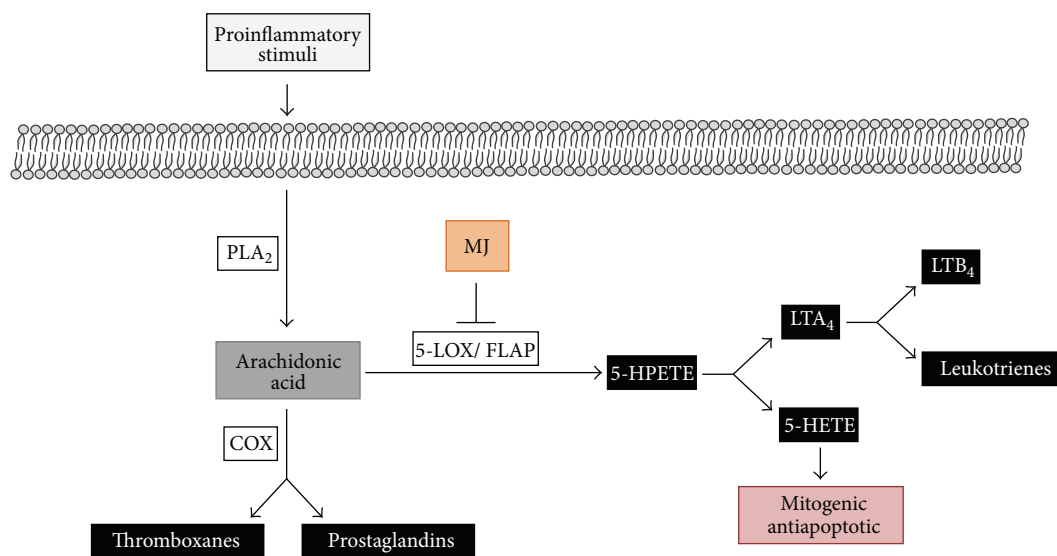 Proinflammatory
stimuli
PLA₂
MJ
LTB₄
LTA₄
5-LOX/ FLAP
Arachidonic
acid
5-HPETE
Leukotrienes
5-HETE
COX
Mitogenic
antiapoptotic
Thromboxanes
Prostaglandins